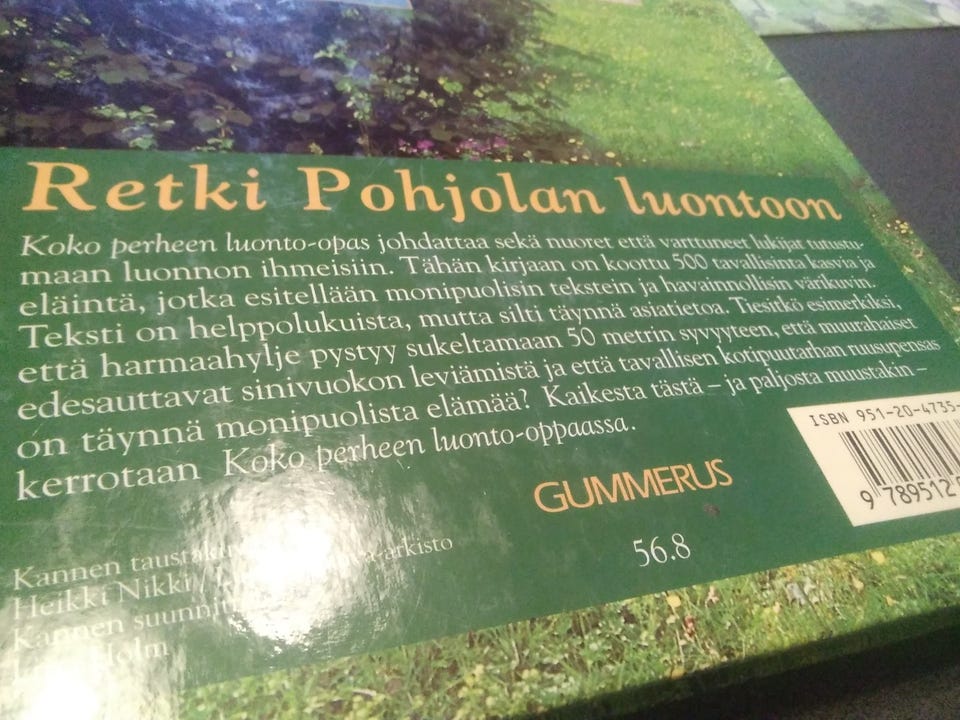 Retki Pohjolan luontoon
Koko perheen luonto-opas johdattaa sekä nuoret että varttuneet lukijat tutustu-
maan luonnon ihmeisiin. Tähän kirjaan on koottu 500 tavallisinta kasvia ja
eläintä, jotka esitellään monipuolisin tekstein ja havainnollisin värikuvin.
Teksti on helppolukuista, mutta silti täynnä asiatietoa. Tiesitkö esimerkiksi,
että harmaahylje pystyy sukeltamaan 50 metrin syvyyteen, että muurahaiset
edesauttavat sinivuokon leviämistä ja että tavallisen kotipuutarhan ruusupensas
on täynnä monipuolista elämää? Kaikesta tästä – ja paljosta muustakin –
kerrotaan Koko perheen luonto-oppaassa.
ISBN 951-20-4735-
9 789512
GUMMERUS
56.8
Kannen
Heikki Nikki /
Kannen
Holm